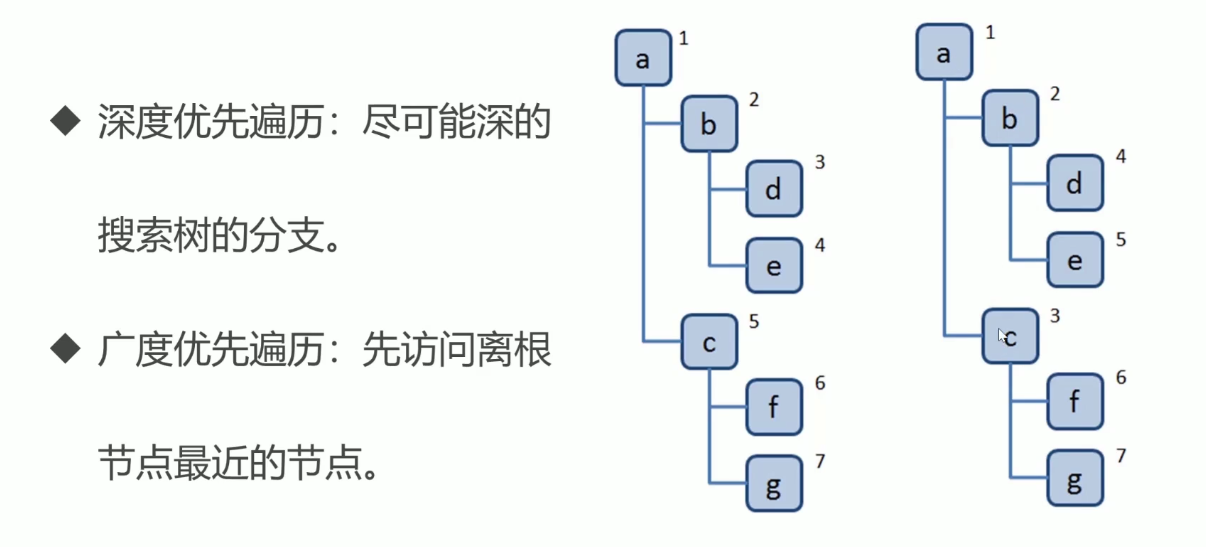 深度优先遍历：尽可能深的
搜索树的分支。
广度优先遍历：先访问离根
节点最近的节点。
a 1
b 2
d 3
e 4
c 5
f 6
g 7
a 1
b 2
d 4
e 5
c 3
f 6
g 7